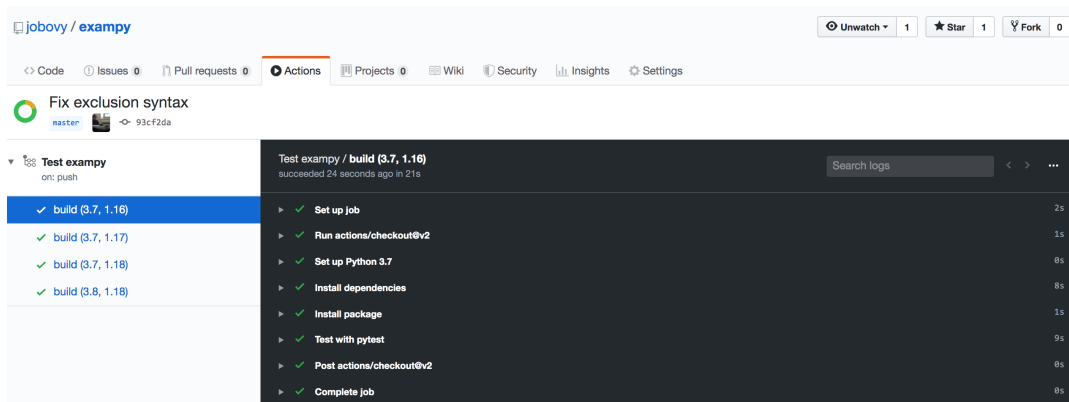 jobovy / exampy
Unwatch 1 Star 1 Fork 0
Code Issues 0 Pull requests 0 Actions Projects 0 Wiki Security Insights Settings
Fix exclusion syntax
master 93cf2da
Test exampy
on: push
build (3.7, 1.16)
build (3.7, 1.17)
build (3.7, 1.18)
build (3.8, 1.18)
Test exampy / build (3.7, 1.16)
succeeded 24 seconds ago in 21s
Search logs
Set up job 2s
Run actions/checkout@v2 1s
Set up Python 3.7 0s
Install dependencies 8s
Install package 1s
Test with pytest 9s
Post actions/checkout@v2 0s
Complete job 0s